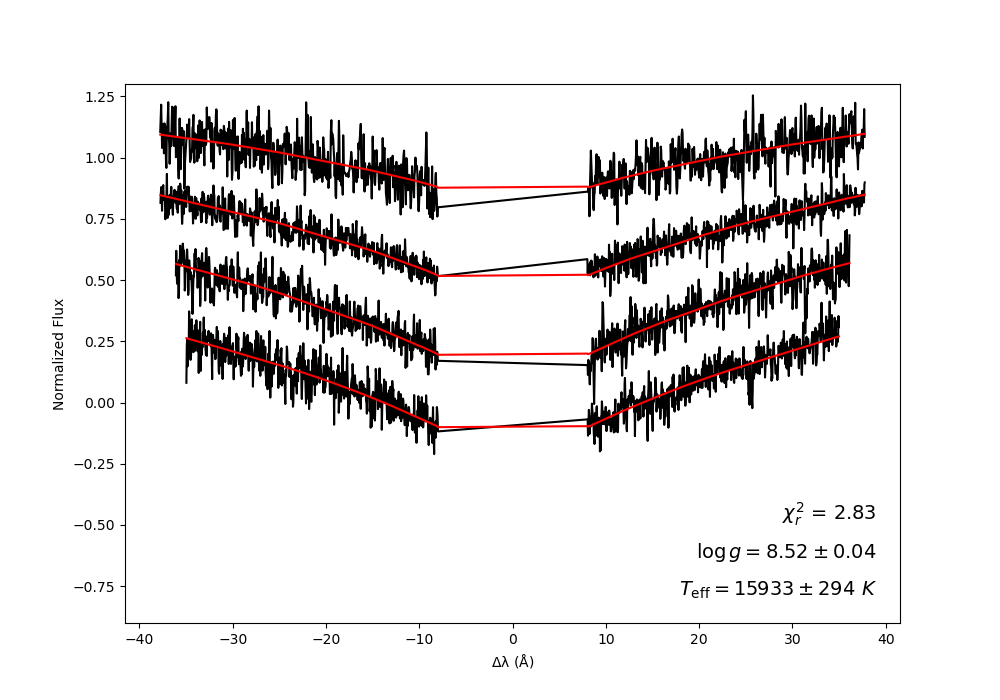 1.25
1.00
0.75
0.50
0.25
0.00
−0.25
−0.50
−0.75
Normalized Flux
χ²ᵣ = 2.83
log g = 8.52 ± 0.04
T_eff = 15933 ± 294 K
−40 −30 −20 −10 0 10 20 30 40
Δλ (Å)